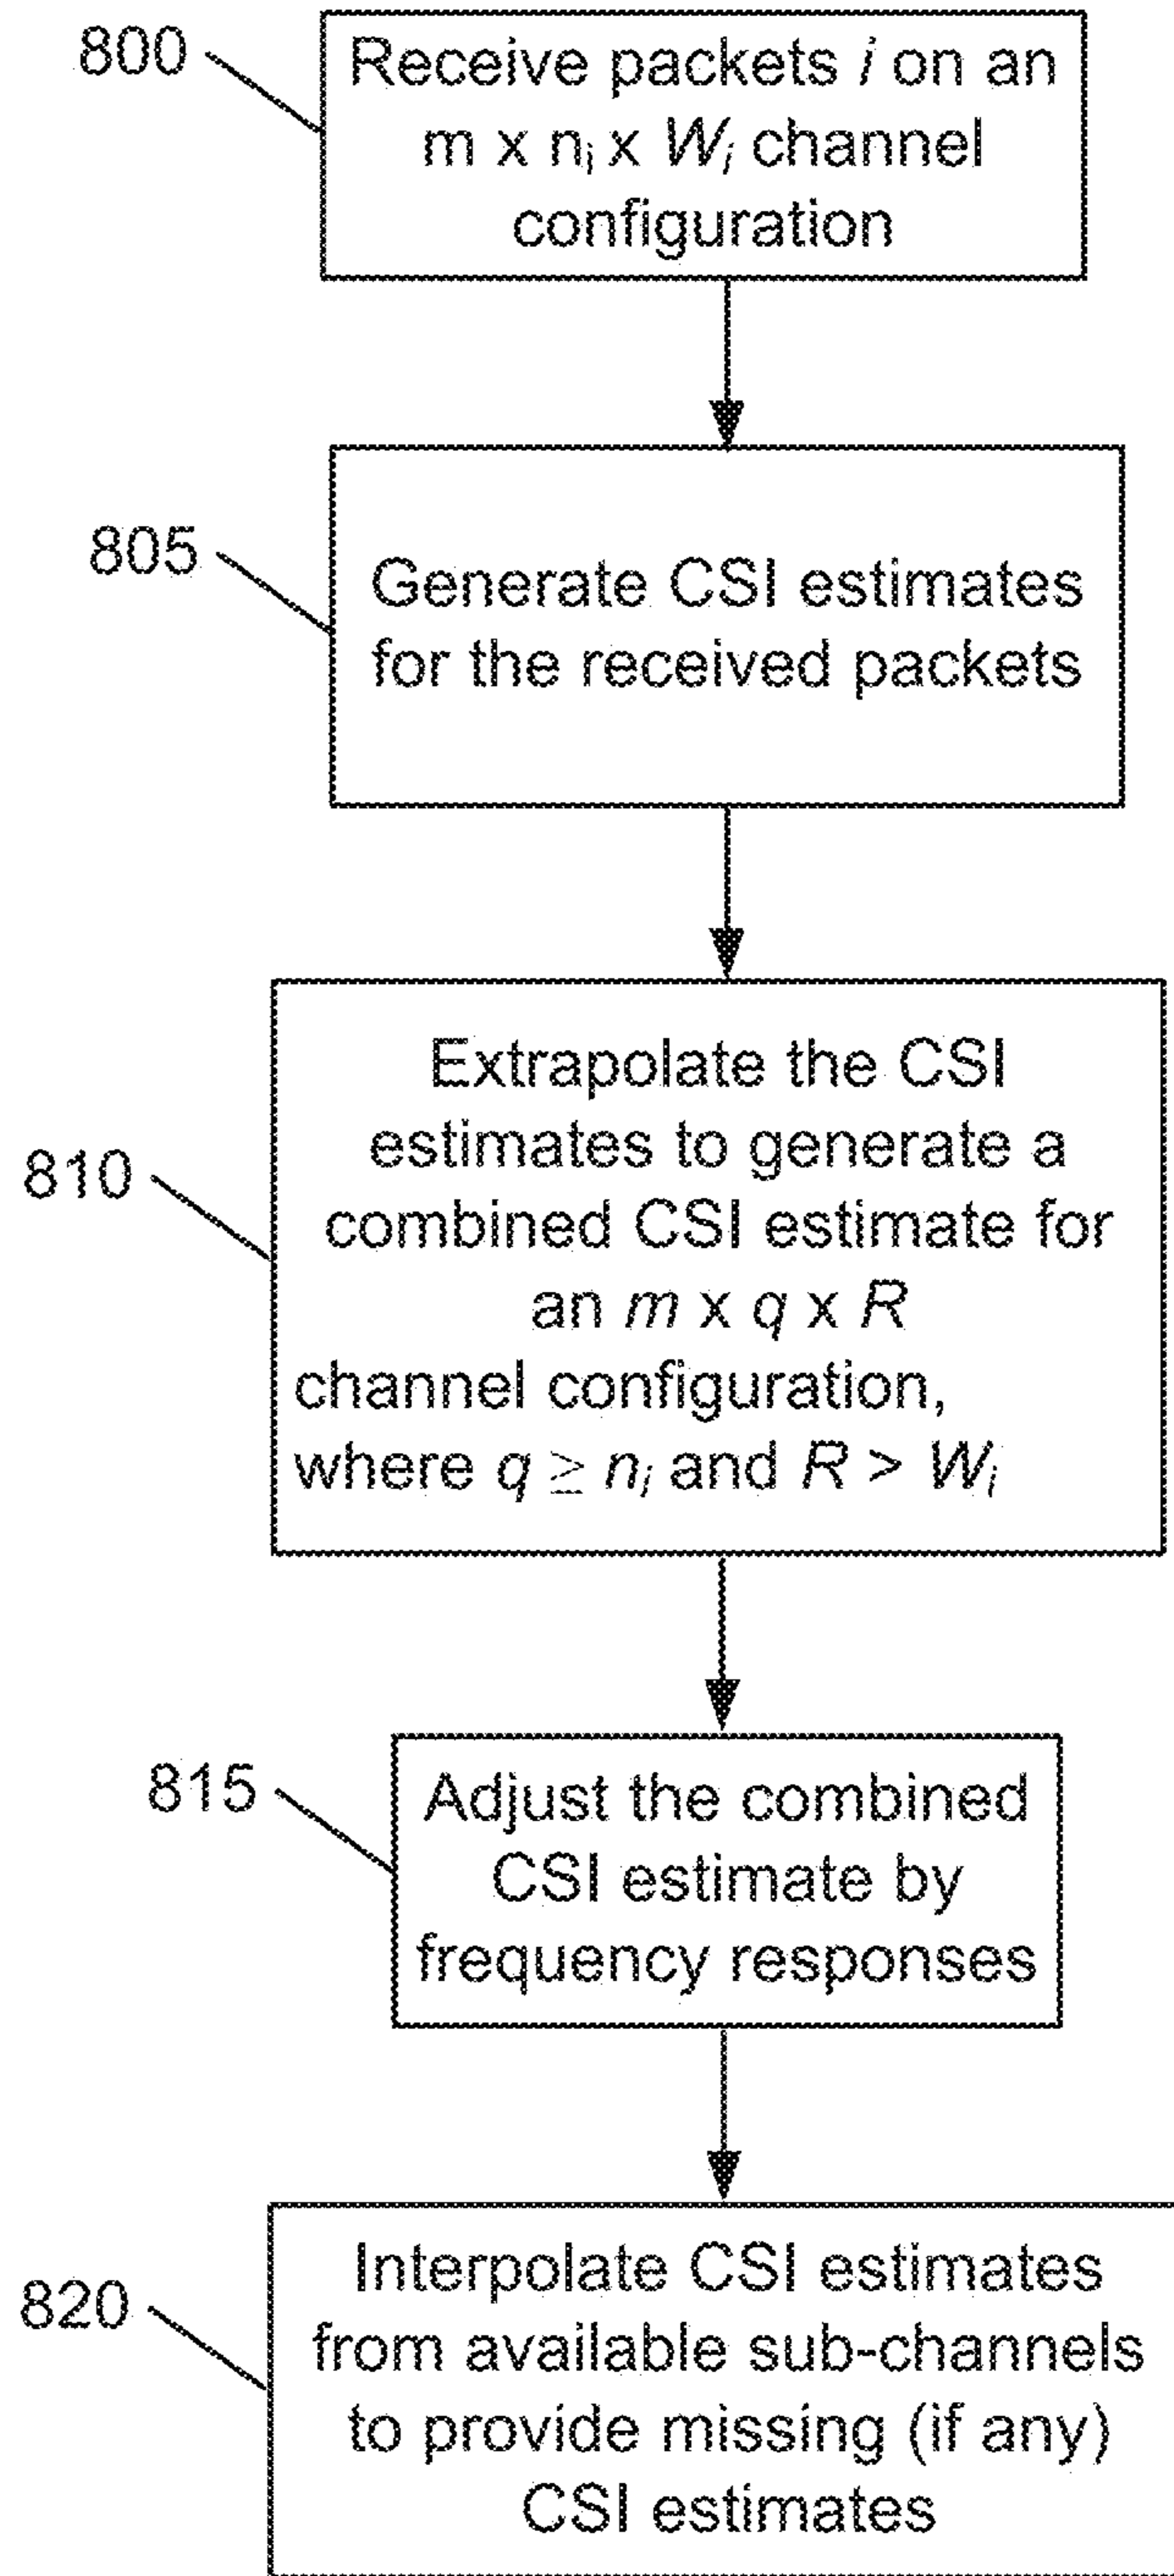 800
Receive packets i on an
m x nᵢ x Wᵢ channel
configuration
805
Generate CSI estimates
for the received packets
810
Extrapolate the CSI
estimates to generate a
combined CSI estimate for
an m x q x R
channel configuration,
where q ≥ nᵢ and R > Wᵢ
815
Adjust the combined
CSI estimate by
frequency responses
820
Interpolate CSI estimates
from available sub-channels
to provide missing (if any)
CSI estimates